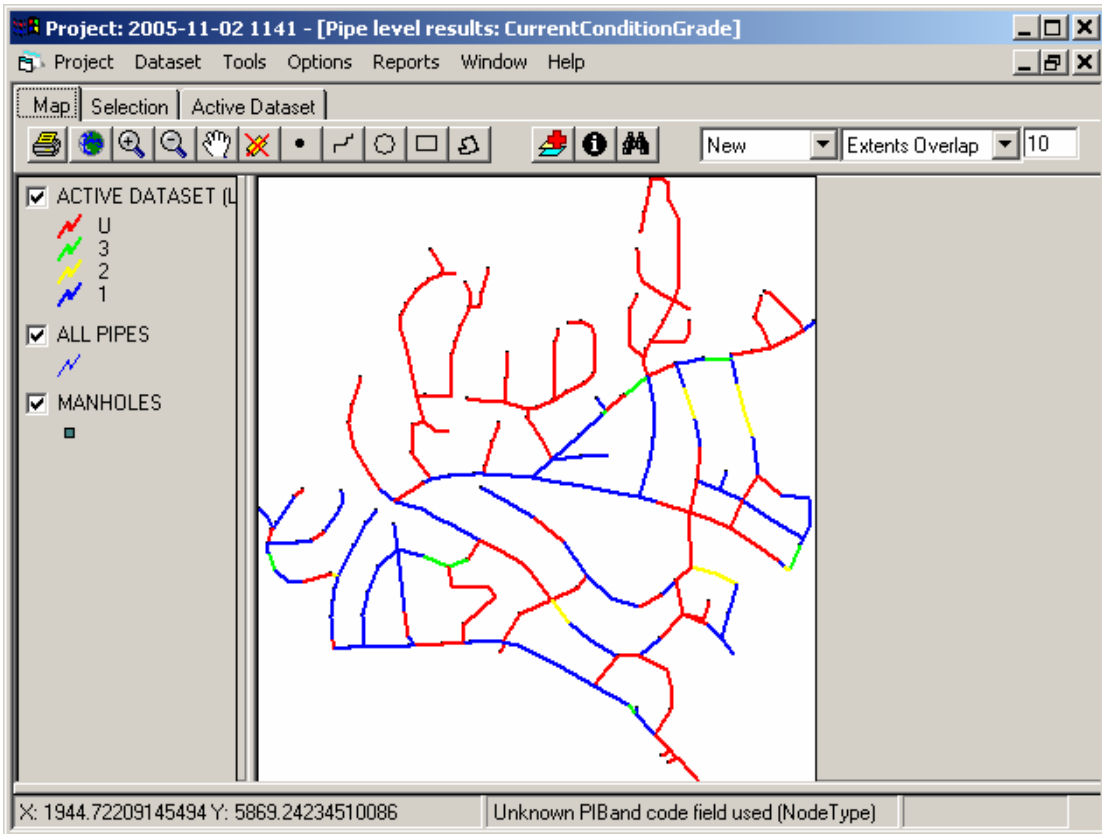 Project: 2005-11-02 1141 - [Pipe level results: CurrentConditionGrade]
Project Dataset Tools Options Reports Window Help
Map Selection Active Dataset
New Extents Overlap 10
ACTIVE DATASET (L
U
3
2
1
ALL PIPES
MANHOLES
X: 1944.72209145494 Y: 5869.24234510086 Unknown PIBand code field used (NodeType)